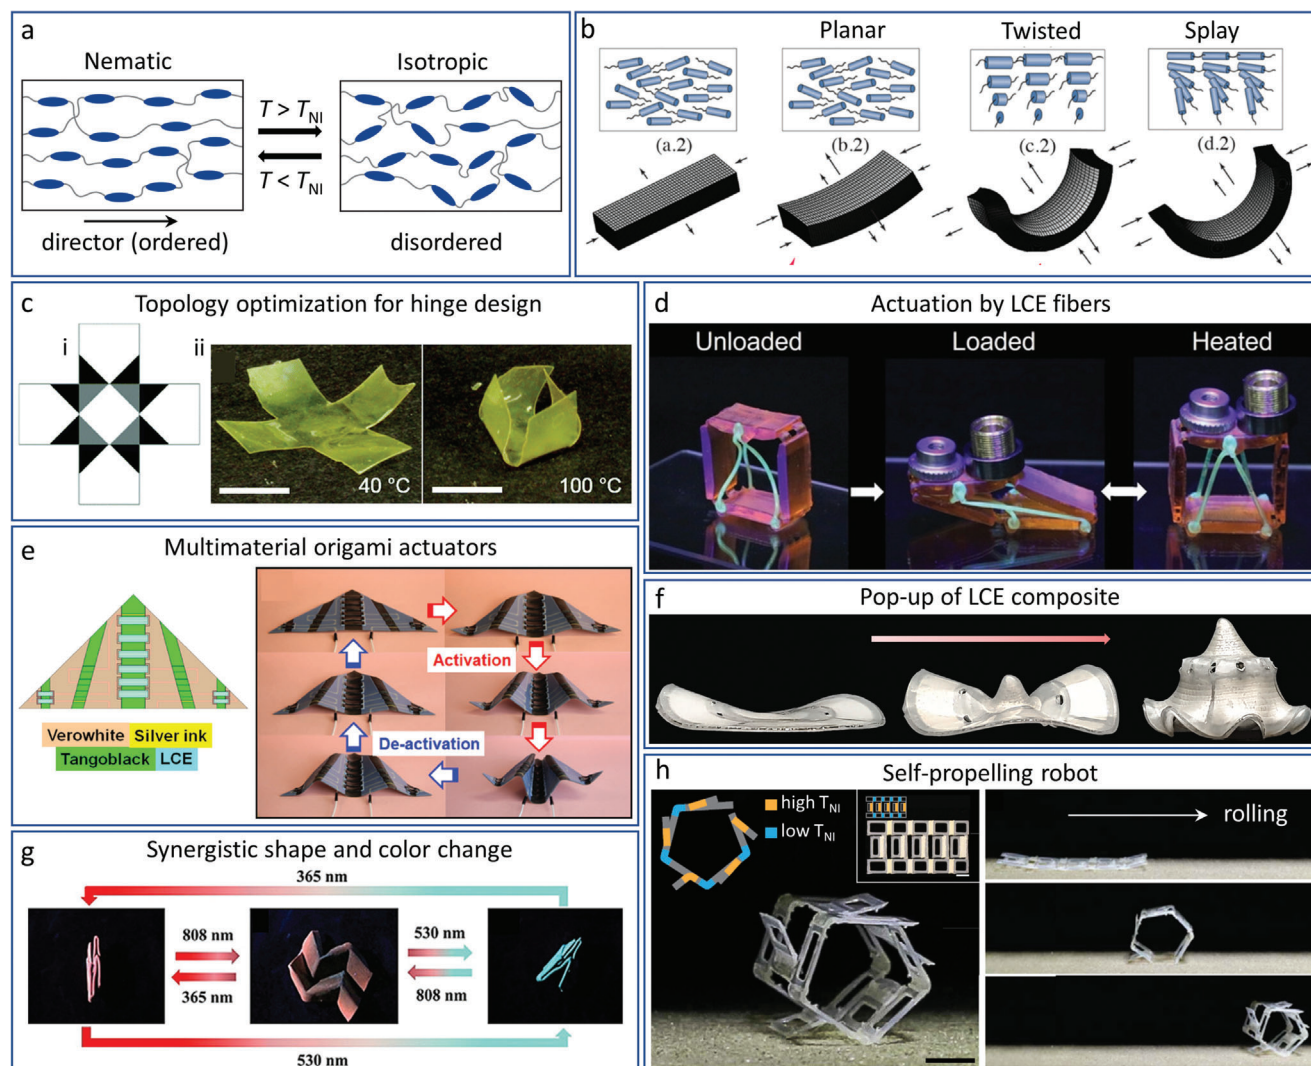 a
Nematic
Isotropic
T > TNI
T < TNI
director (ordered)
disordered
b
Planar
Twisted
Splay
(a.2)
(b.2)
(c.2)
(d.2)
c
Topology optimization for hinge design
i
ii
40 °C
100 °C
d
Actuation by LCE fibers
Unloaded
Loaded
Heated
e
Multimaterial origami actuators
Verowhite
Silver ink
Tangoblack
LCE
Activation
De-activation
f
Pop-up of LCE composite
g
Synergistic shape and color change
365 nm
808 nm
365 nm
530 nm
808 nm
530 nm
h
Self-propelling robot
high TNI
low TNI
rolling